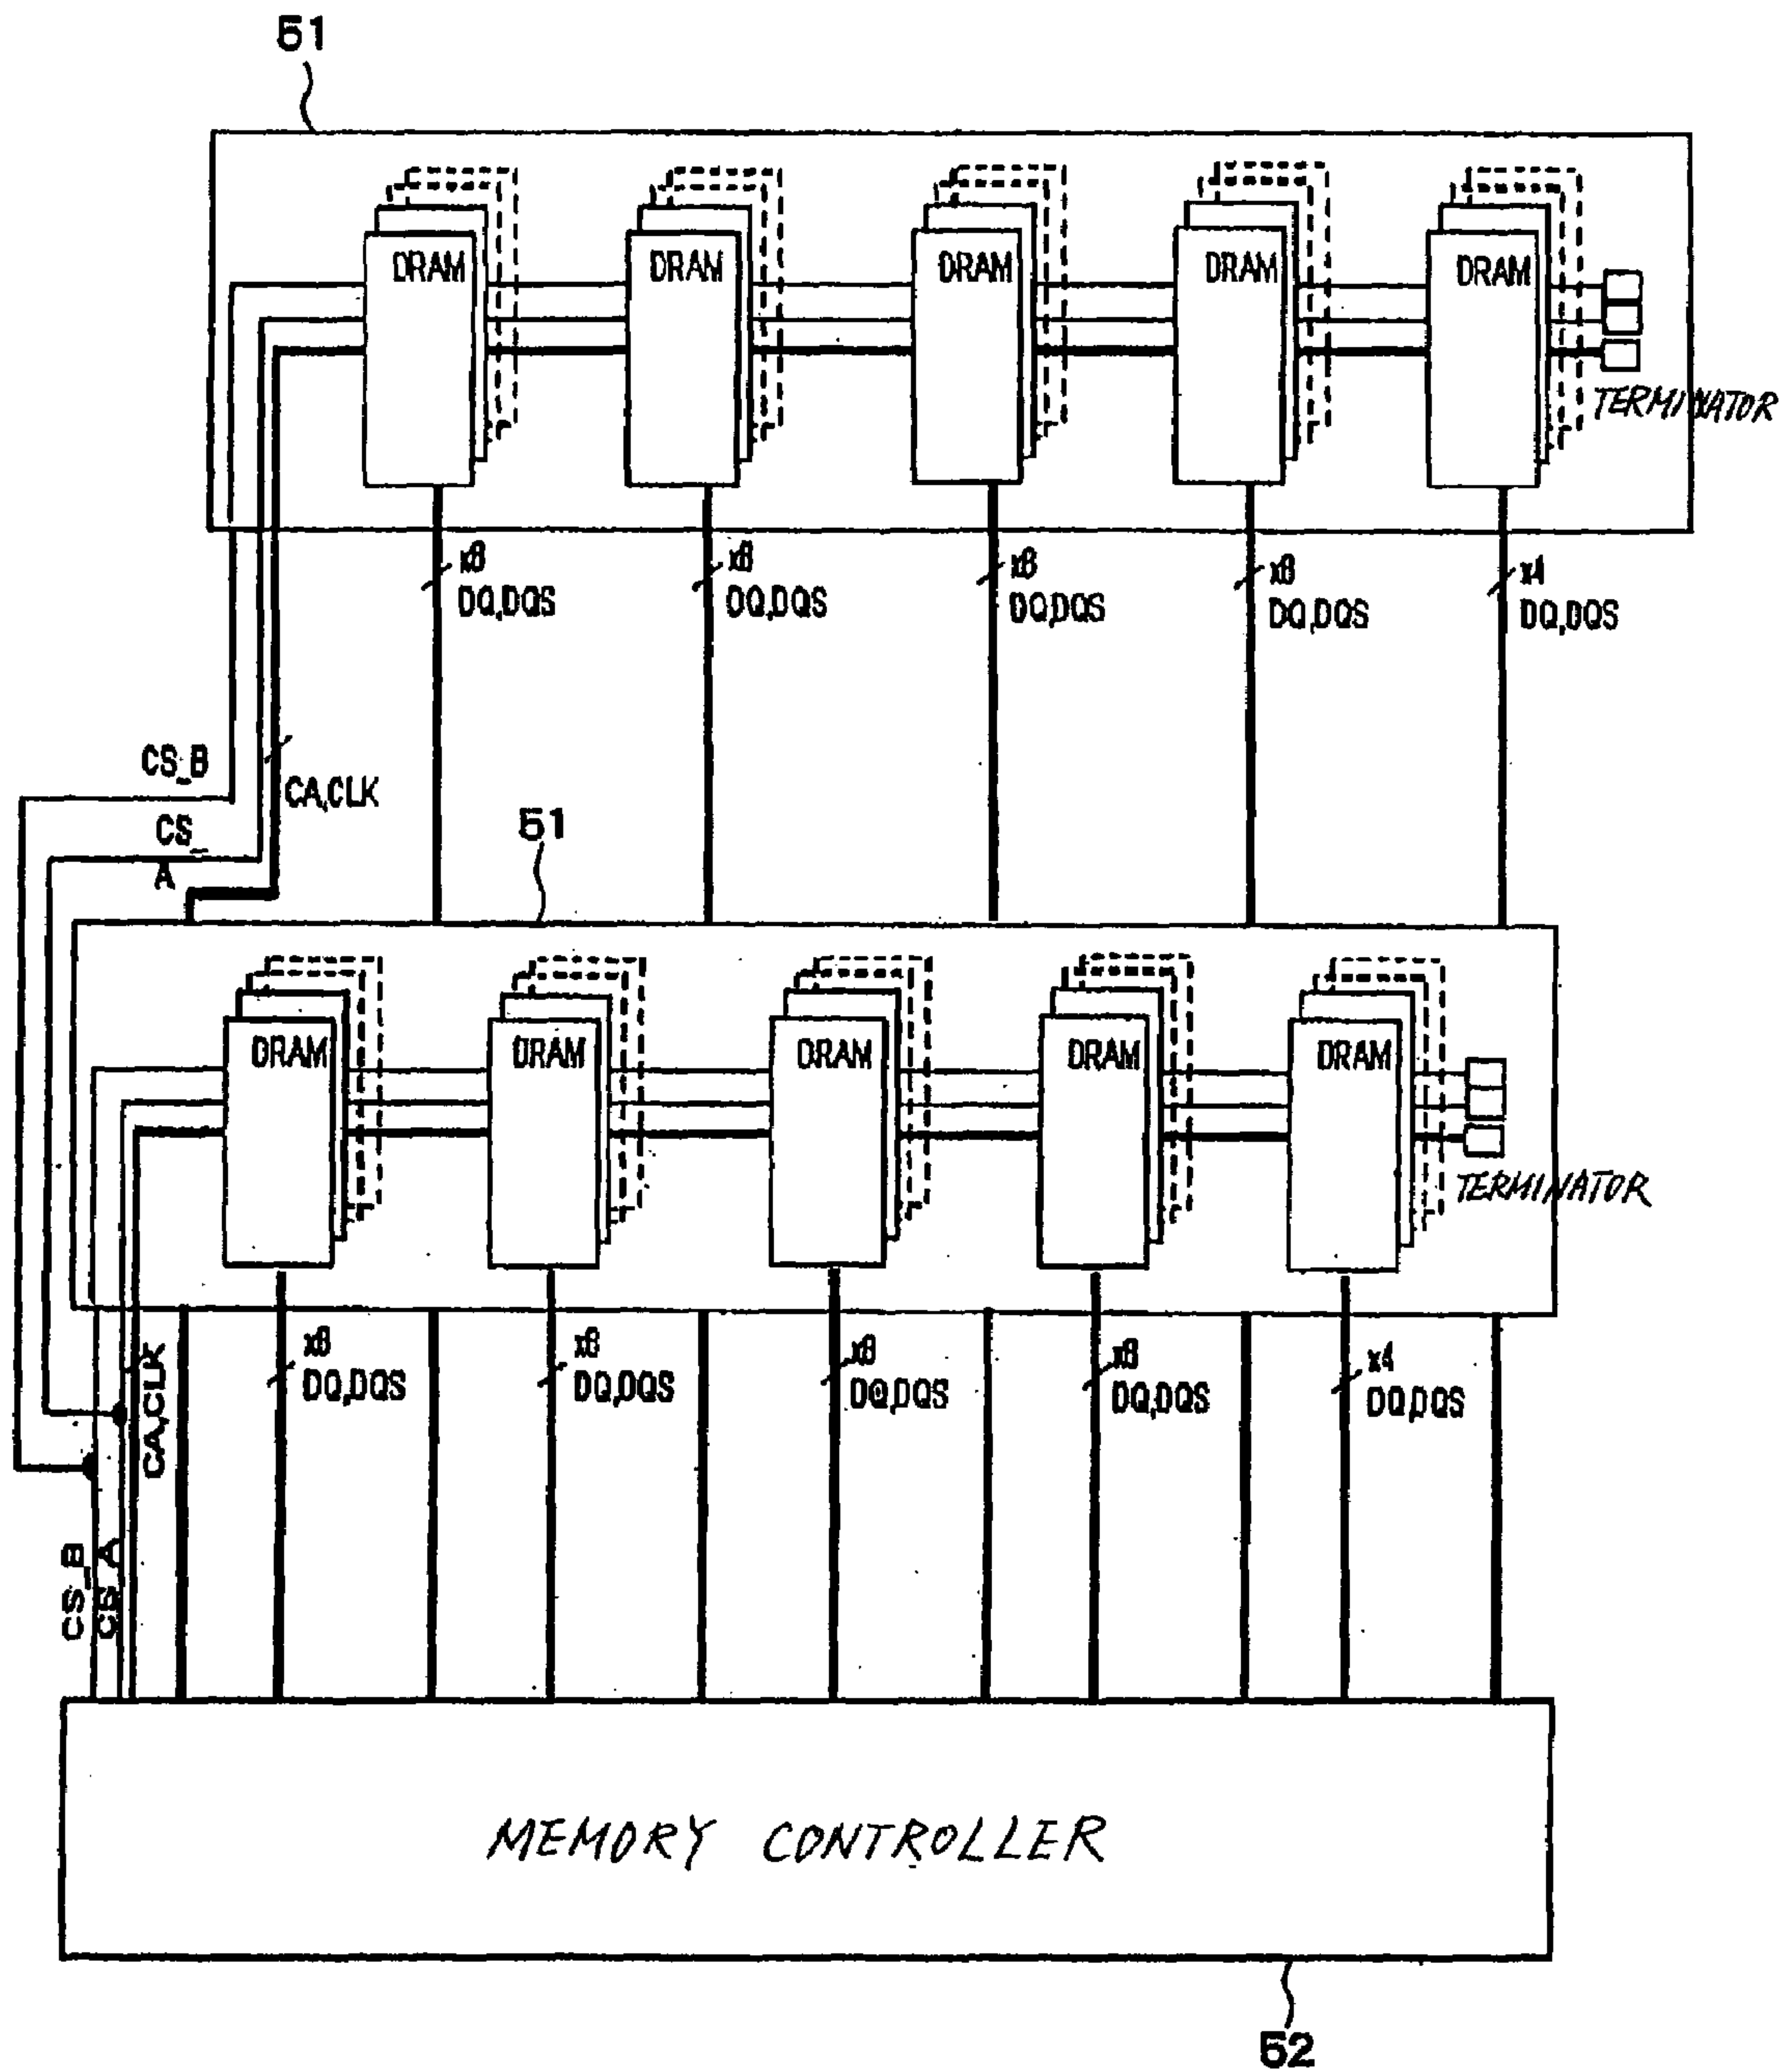 51
DRAM DRAM DRAM DRAM DRAM
TERMINATOR
x8 x8 x8 x8 x4
DQ,DQS DQ,DQS DQ,DQS DQ,DQS DQ,DQS
CS_B
CA,CLK
CS_
A
51
DRAM DRAM DRAM DRAM DRAM
TERMINATOR
x8 x8 x8 x8 x4
DQ,DQS DQ,DQS DQ,DQS DQ,DQS DQ,DQS
CA,CLK
CS_B
CS_A
MEMORY CONTROLLER
52